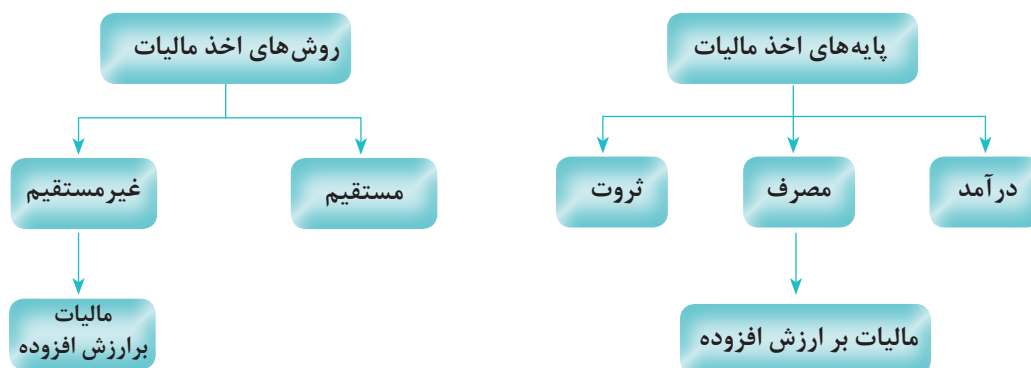 پایه‌های اخذ مالیات
درآمد
مصرف
ثروت
مالیات بر ارزش افزوده
روش‌های اخذ مالیات
مستقیم
غیرمستقیم
مالیات
برارزش افزوده